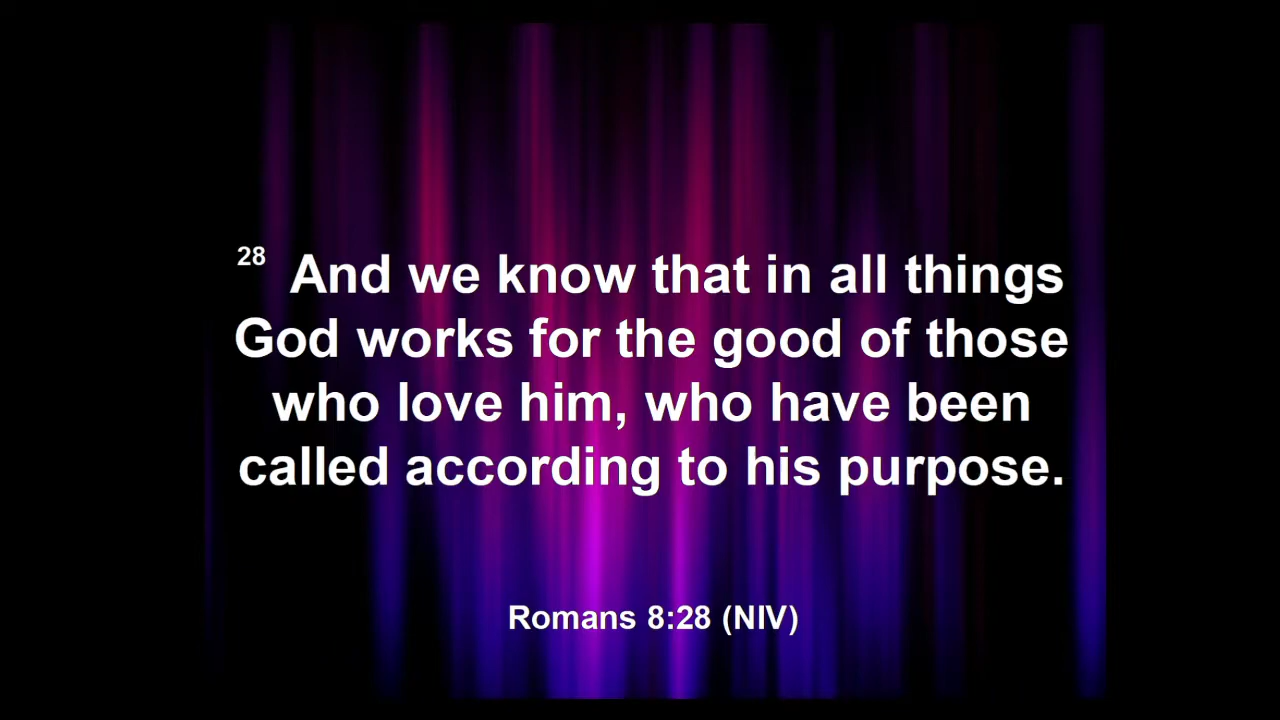 28 And we know that in all things
God works for the good of those
who love him, who have been
called according to his purpose.
Romans 8:28 (NIV)